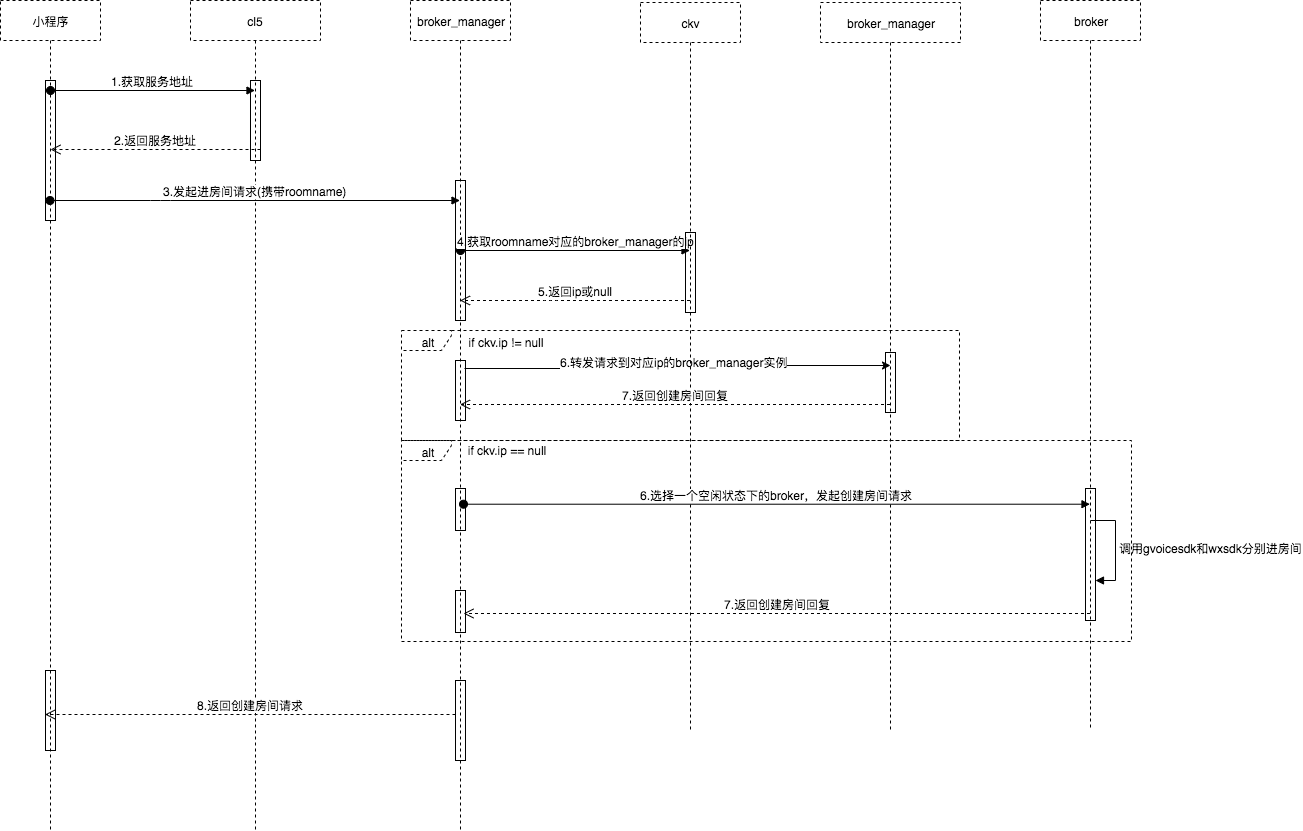 小程序
cl5
broker_manager
ckv
broker_manager
broker
1.获取服务地址
2.返回服务地址
3.发起进房间请求(携带roomname)
4.获取roomname对应的broker_manager的ip
5.返回ip或null
alt
if ckv.ip != null
6.转发请求到对应ip的broker_manager实例
7.返回创建房间回复
alt
if ckv.ip == null
6.选择一个空闲状态下的broker，发起创建房间请求
调用gvoicesdk和wxsdk分别进房间
7.返回创建房间回复
8.返回创建房间请求